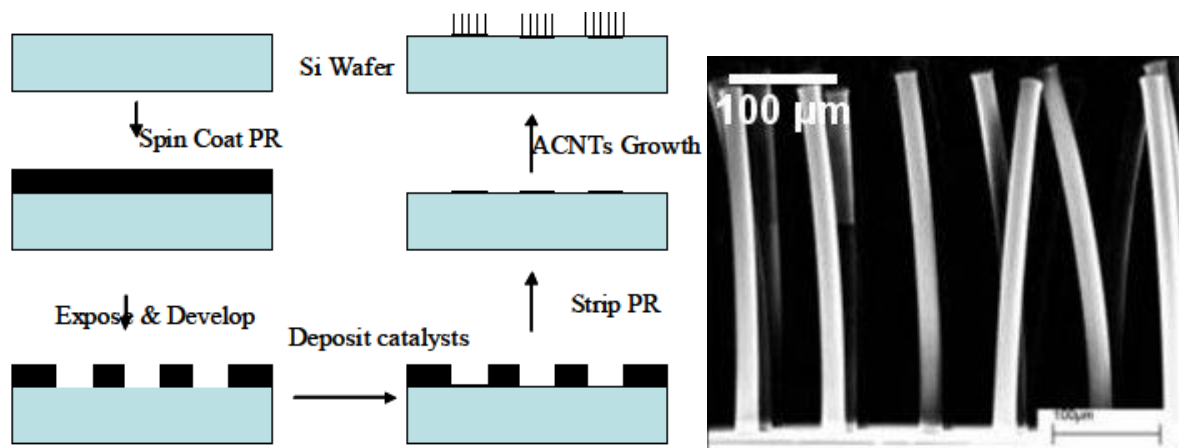 Si Wafer
Spin Coat PR
ACNTs Growth
Expose & Develop
Strip PR
Deposit catalysts
100 µm
100µm